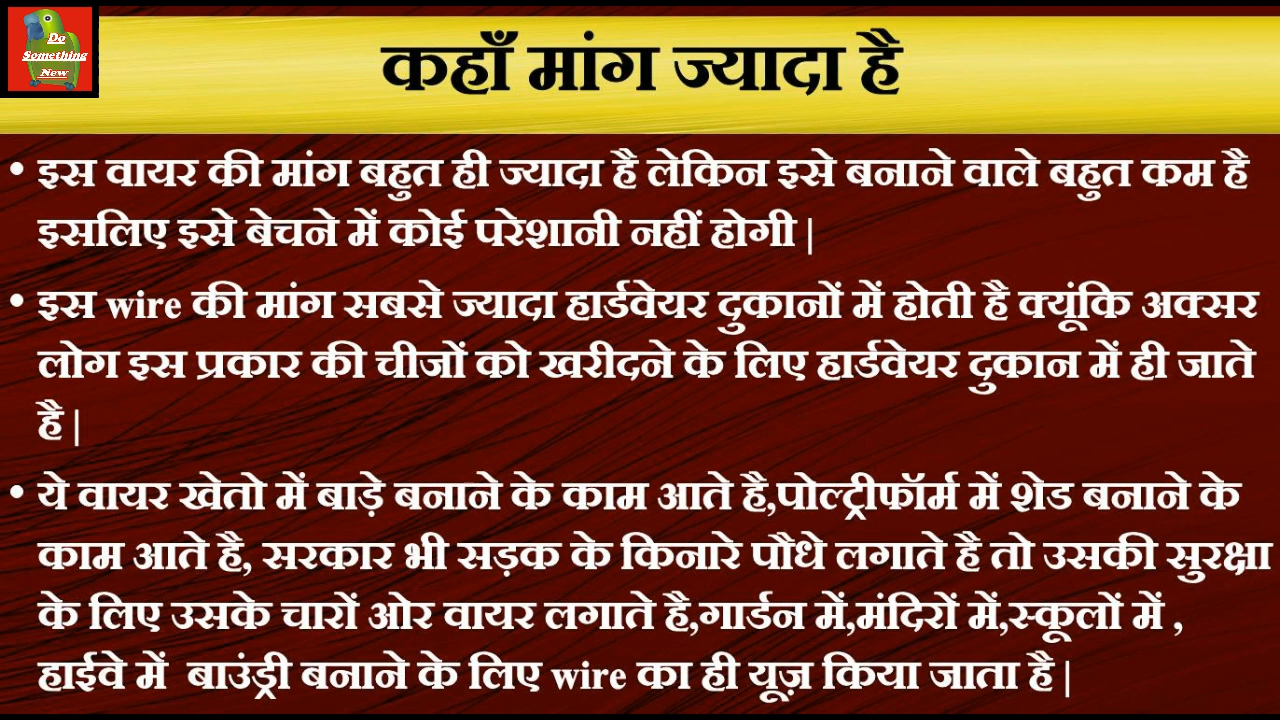 Do
Something
New
कहाँ मांग ज्यादा है
• इस वायर की मांग बहुत ही ज्यादा है लेकिन इसे बनाने वाले बहुत कम है
इसलिए इसे बेचने में कोई परेशानी नहीं होगी |
• इस wire की मांग सबसे ज्यादा हार्डवेयर दुकानों में होती है क्यूंकि अक्सर
लोग इस प्रकार की चीजों को खरीदने के लिए हार्डवेयर दुकान में ही जाते
है |
• ये वायर खेतो में बाड़े बनाने के काम आते है,पोल्ट्रीफॉर्म में शेड बनाने के
काम आते है, सरकार भी सड़क के किनारे पौधे लगाते है तो उसकी सुरक्षा
के लिए उसके चारों ओर वायर लगाते है,गार्डन में,मंदिरों में,स्कूलों में ,
हाईवे में  बाउंड्री बनाने के लिए wire का ही यूज़ किया जाता है |